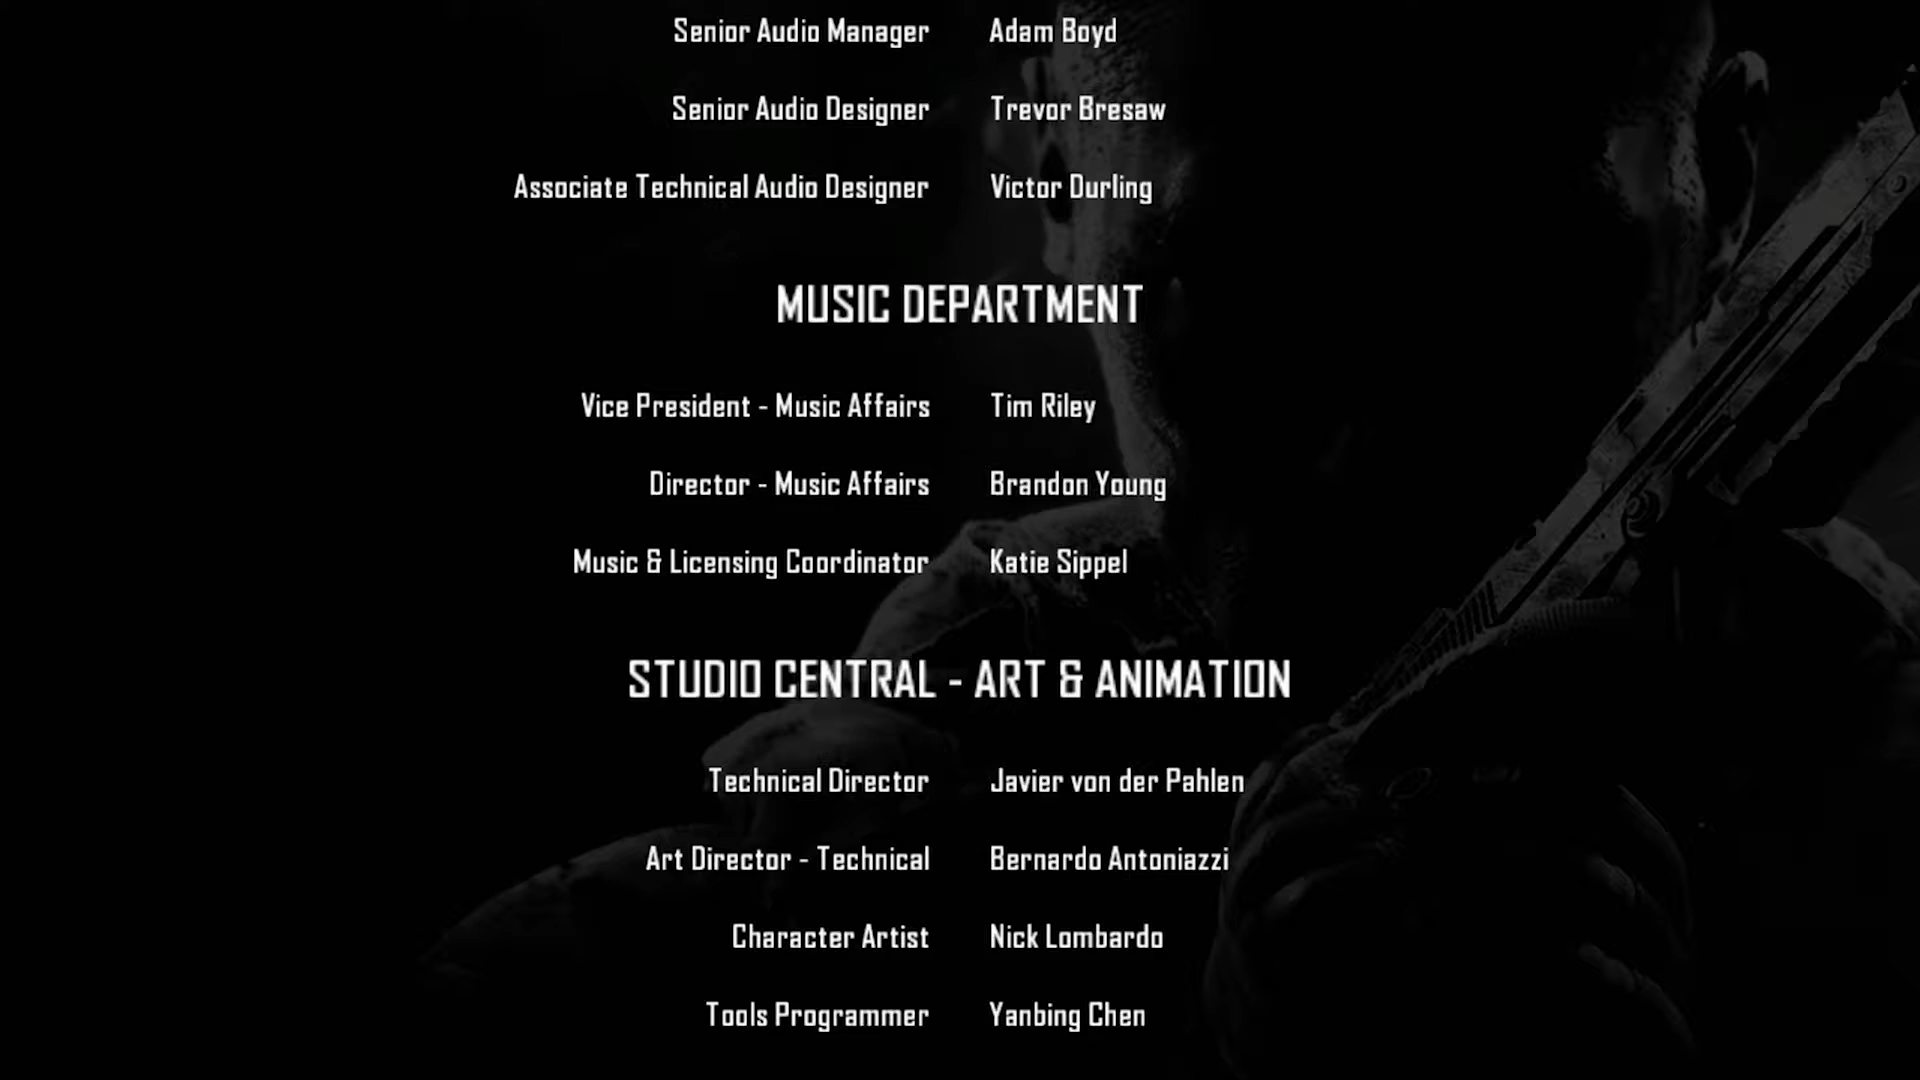 Senior Audio Manager Adam Boyd
Senior Audio Designer Trevor Bresaw
Associate Technical Audio Designer Victor Durling
MUSIC DEPARTMENT
Vice President - Music Affairs Tim Riley
Director - Music Affairs Brandon Young
Music & Licensing Coordinator Katie Sippel
STUDIO CENTRAL - ART & ANIMATION
Technical Director Javier von der Pahlen
Art Director - Technical Bernardo Antoniazzi
Character Artist Nick Lombardo
Tools Programmer Yanbing Chen